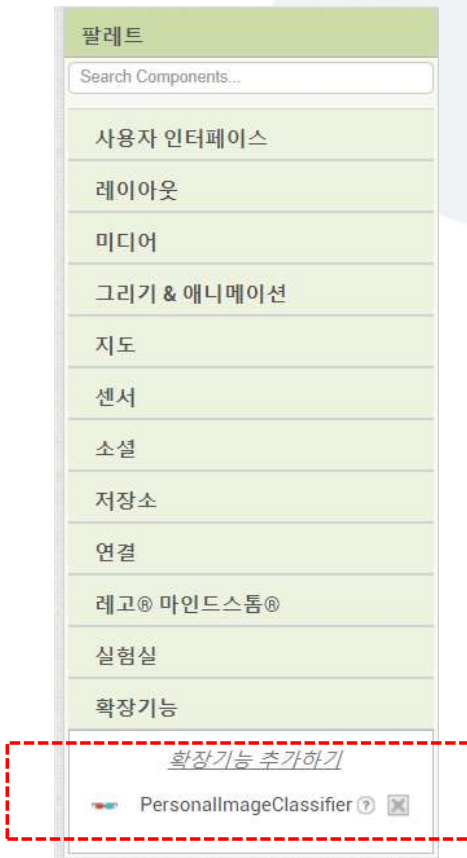 팔레트
Search Components...
사용자 인터페이스
레이아웃
미디어
그리기 & 애니메이션
지도
센서
소셜
저장소
연결
레고® 마인드스톰®
실험실
확장기능
확장기능 추가하기
PersonalImageClassifier ?